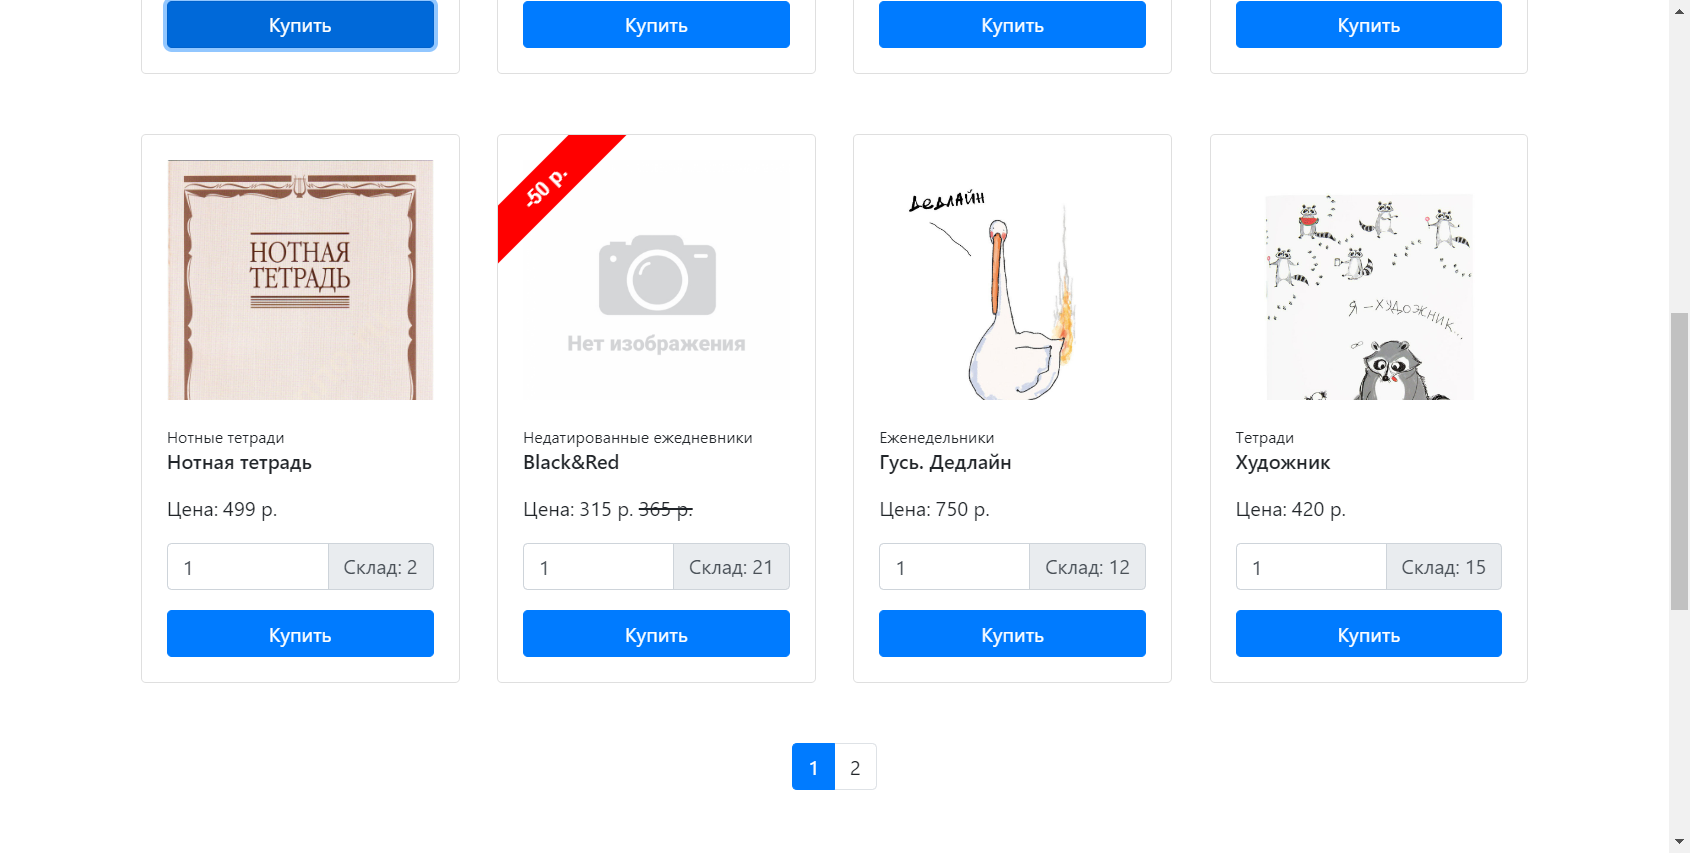 Купить
Купить
Купить
Купить
НОТНАЯ
ТЕТРАДЬ
Нотные тетради
Нотная тетрадь
Цена: 499 р.
1
Склад: 2
Купить
-50 р.
Нет изображения
Недатированные ежедневники
Black&Red
Цена: 315 р. 365 р.
1
Склад: 21
Купить
ДЕДЛАЙН
Еженедельники
Гусь. Дедлайн
Цена: 750 р.
1
Склад: 12
Купить
Я – ХУДОЖНИК...
Тетради
Художник
Цена: 420 р.
1
Склад: 15
Купить
1
2